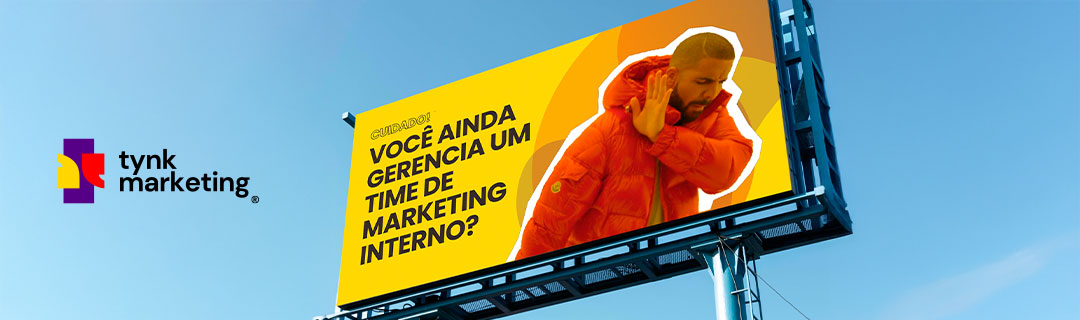 tynk
marketing®
CUIDADO!
VOCÊ AINDA
GERENCIA UM
TIME DE
MARKETING
INTERNO?